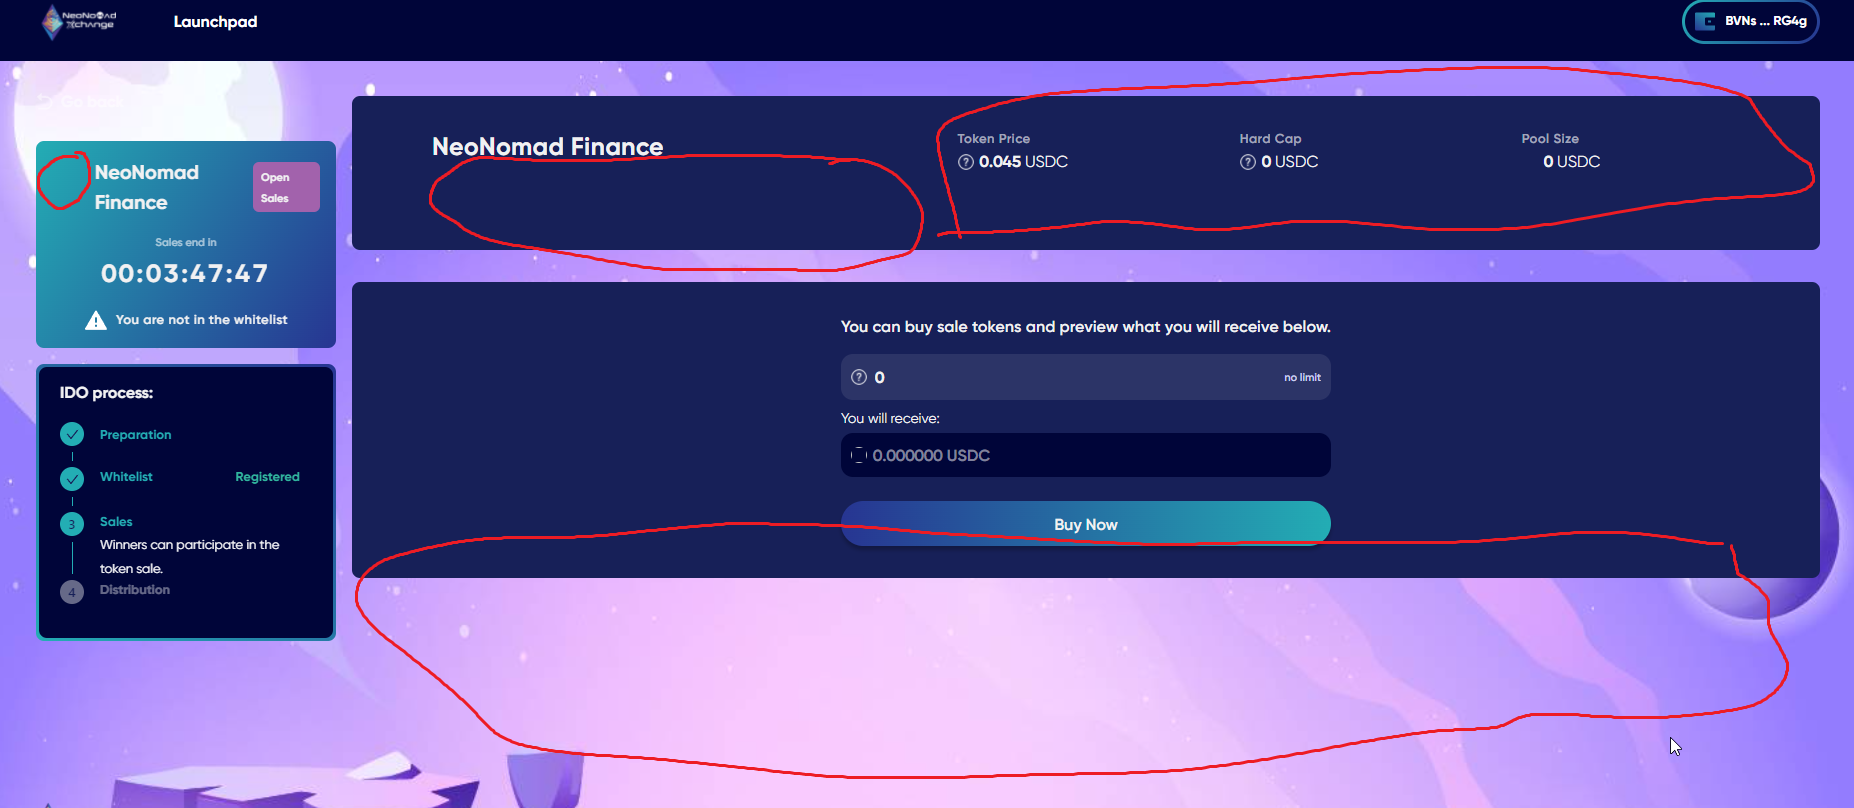 NeoNomad
Xchange
Launchpad
BVNs ... RG4g
Go back
NeoNomad
Finance
Open
Sales
Sales end in
00:03:47:47
You are not in the whitelist
IDO process:
Preparation
Whitelist
Registered
3
Sales
Winners can participate in the
token sale.
4
Distribution
NeoNomad Finance
Token Price
? 0.045 USDC
Hard Cap
? 0 USDC
Pool Size
0 USDC
You can buy sale tokens and preview what you will receive below.
? 0
no limit
You will receive:
0.000000 USDC
Buy Now